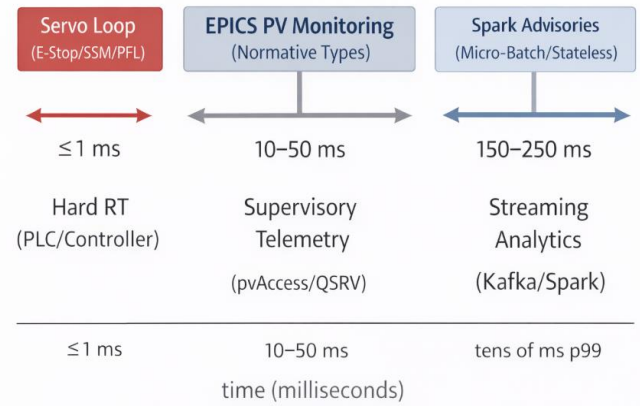 Servo Loop
(E-Stop/SSM/PFL)
EPICS PV Monitoring
(Normative Types)
Spark Advisories
(Micro-Batch/Stateless)
≤1 ms
10–50 ms
150–250 ms
Hard RT
(PLC/Controller)
Supervisory
Telemetry
(pvAccess/QSRV)
Streaming
Analytics
(Kafka/Spark)
≤1 ms
10–50 ms
tens of ms p99
time (milliseconds)